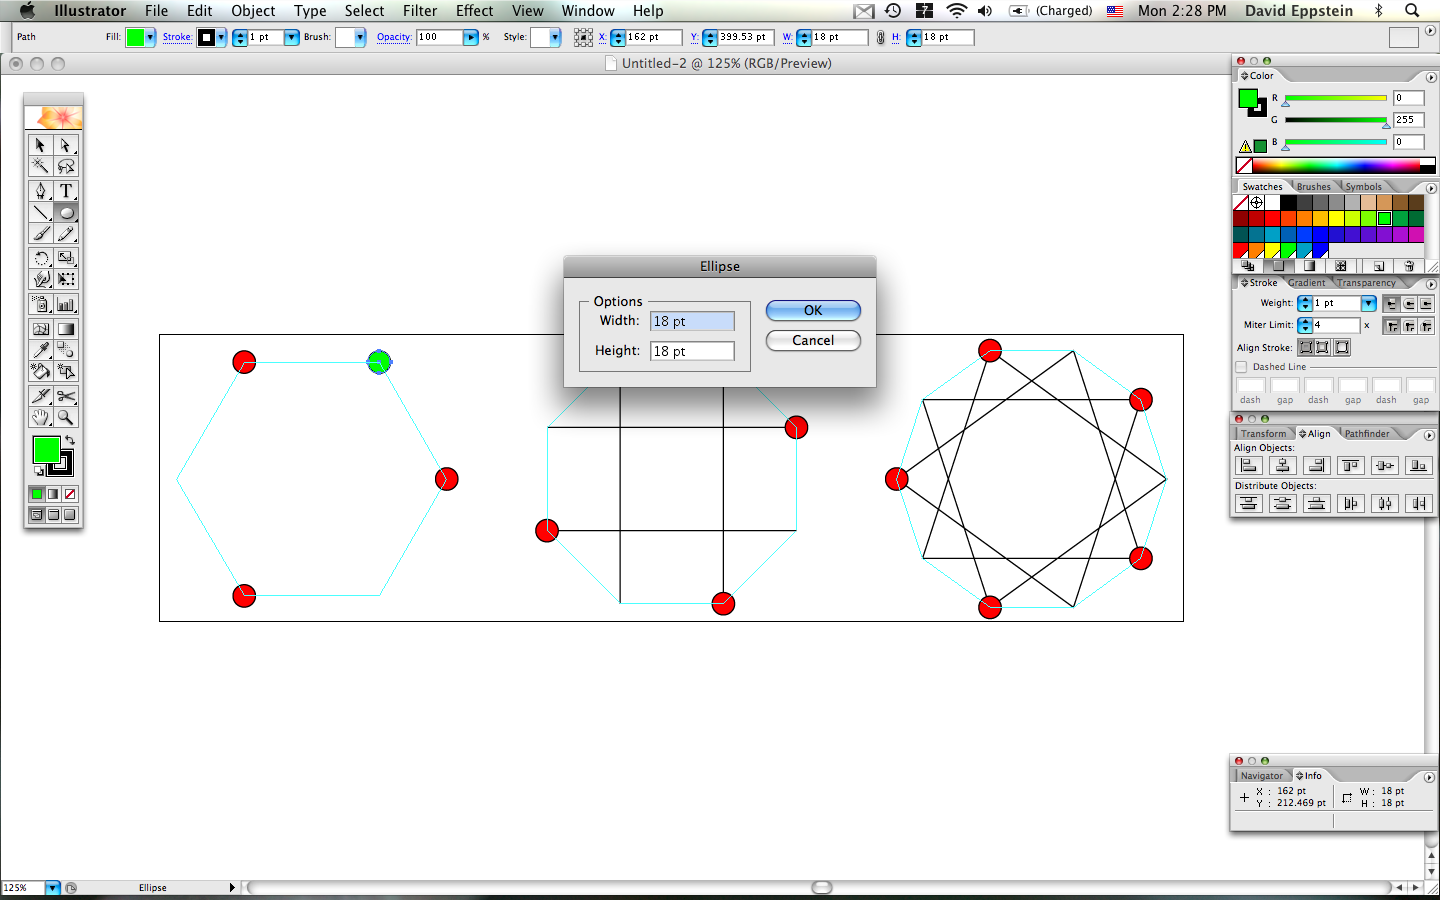 Illustrator File Edit Object Type Select Filter Effect View Window Help (Charged) Mon 2:28 PM David Eppstein
Path Fill: Stroke: 1 pt Brush: Opacity: 100 % Style: X: 162 pt Y: 399.53 pt W: 18 pt H: 18 pt
Untitled-2 @ 125% (RGB/Preview)
Color
R 0
G 255
B 0
Swatches Brushes Symbols
Stroke Gradient Transparency
Weight: 1 pt
Miter Limit: 4 x
Align Stroke:
Dashed Line
dash gap dash gap dash gap
Transform Align Pathfinder
Align Objects:
Distribute Objects:
Ellipse
Options
Width: 18 pt
Height: 18 pt
OK
Cancel
T
Navigator Info
X : 162 pt W : 18 pt
Y : 212.469 pt H : 18 pt
125% Ellipse